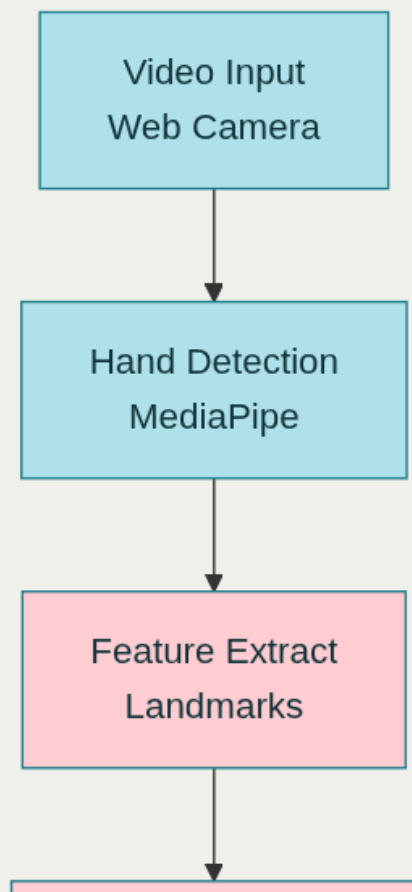 Video Input
Web Camera
Hand Detection
MediaPipe
Feature Extract
Landmarks